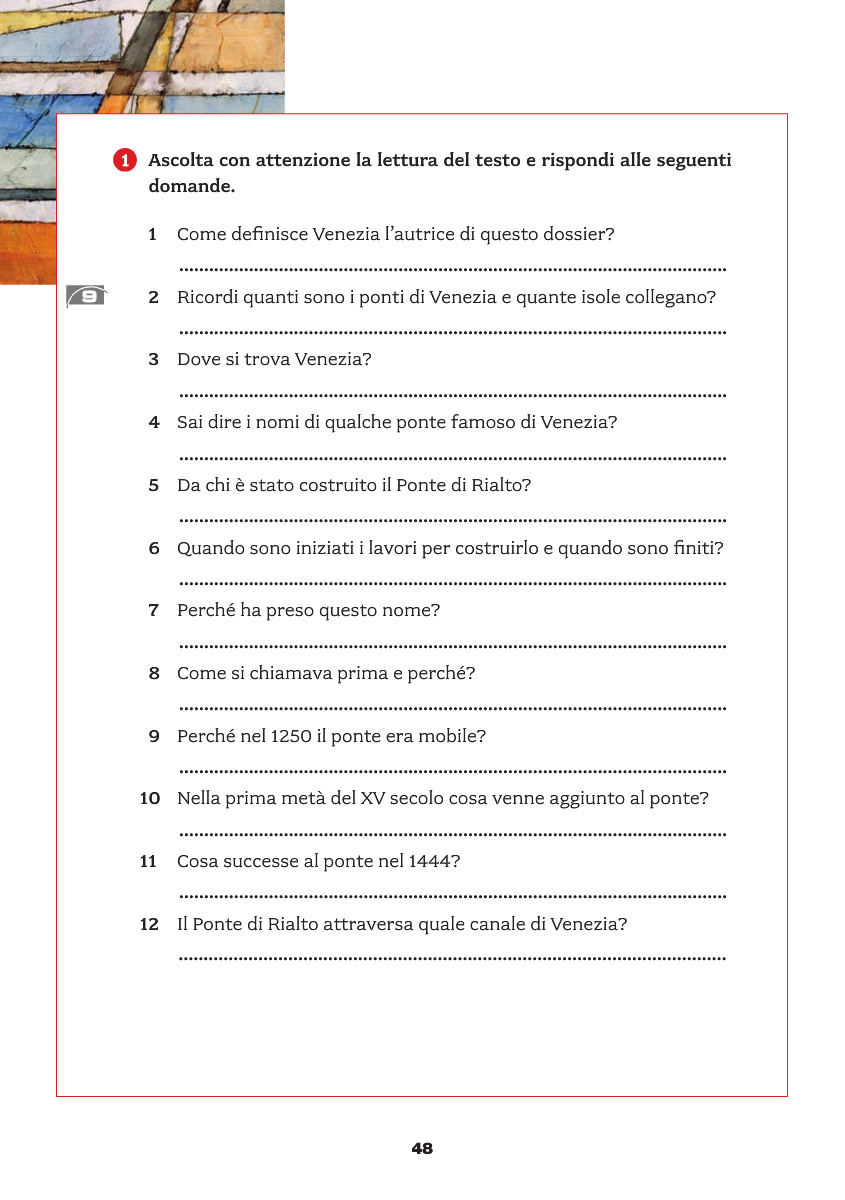 1 Ascolta con attenzione la lettura del testo e rispondi alle seguenti
domande.
1 Come definisce Venezia l'autrice di questo dossier?
9
2 Ricordi quanti sono i ponti di Venezia e quante isole collegano?
3 Dove si trova Venezia?
4 Sai dire i nomi di qualche ponte famoso di Venezia?
5 Da chi è stato costruito il Ponte di Rialto?
6 Quando sono iniziati i lavori per costruirlo e quando sono finiti?
7 Perché ha preso questo nome?
8 Come si chiamava prima e perché?
9 Perché nel 1250 il ponte era mobile?
10 Nella prima metà del XV secolo cosa venne aggiunto al ponte?
11 Cosa successe al ponte nel 1444?
12 Il Ponte di Rialto attraversa quale canale di Venezia?
48